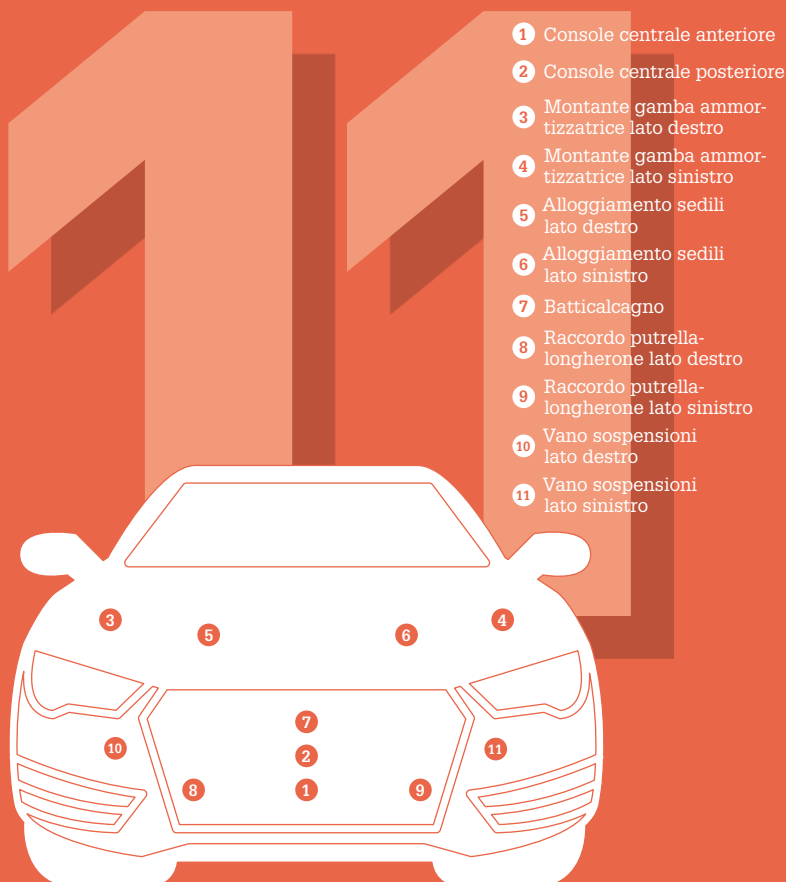 11
1 Console centrale anteriore
2 Console centrale posteriore
3 Montante gamba ammor-
tizzatrice lato destro
4 Montante gamba ammor-
tizzatrice lato sinistro
5 Alloggiamento sedili
lato destro
6 Alloggiamento sedili
lato sinistro
7 Batticalcagno
8 Raccordo putrella-
longherone lato destro
9 Raccordo putrella-
longherone lato sinistro
10 Vano sospensioni
lato destro
11 Vano sospensioni
lato sinistro
3 4
5 6
7
10 11
2
8 1 9